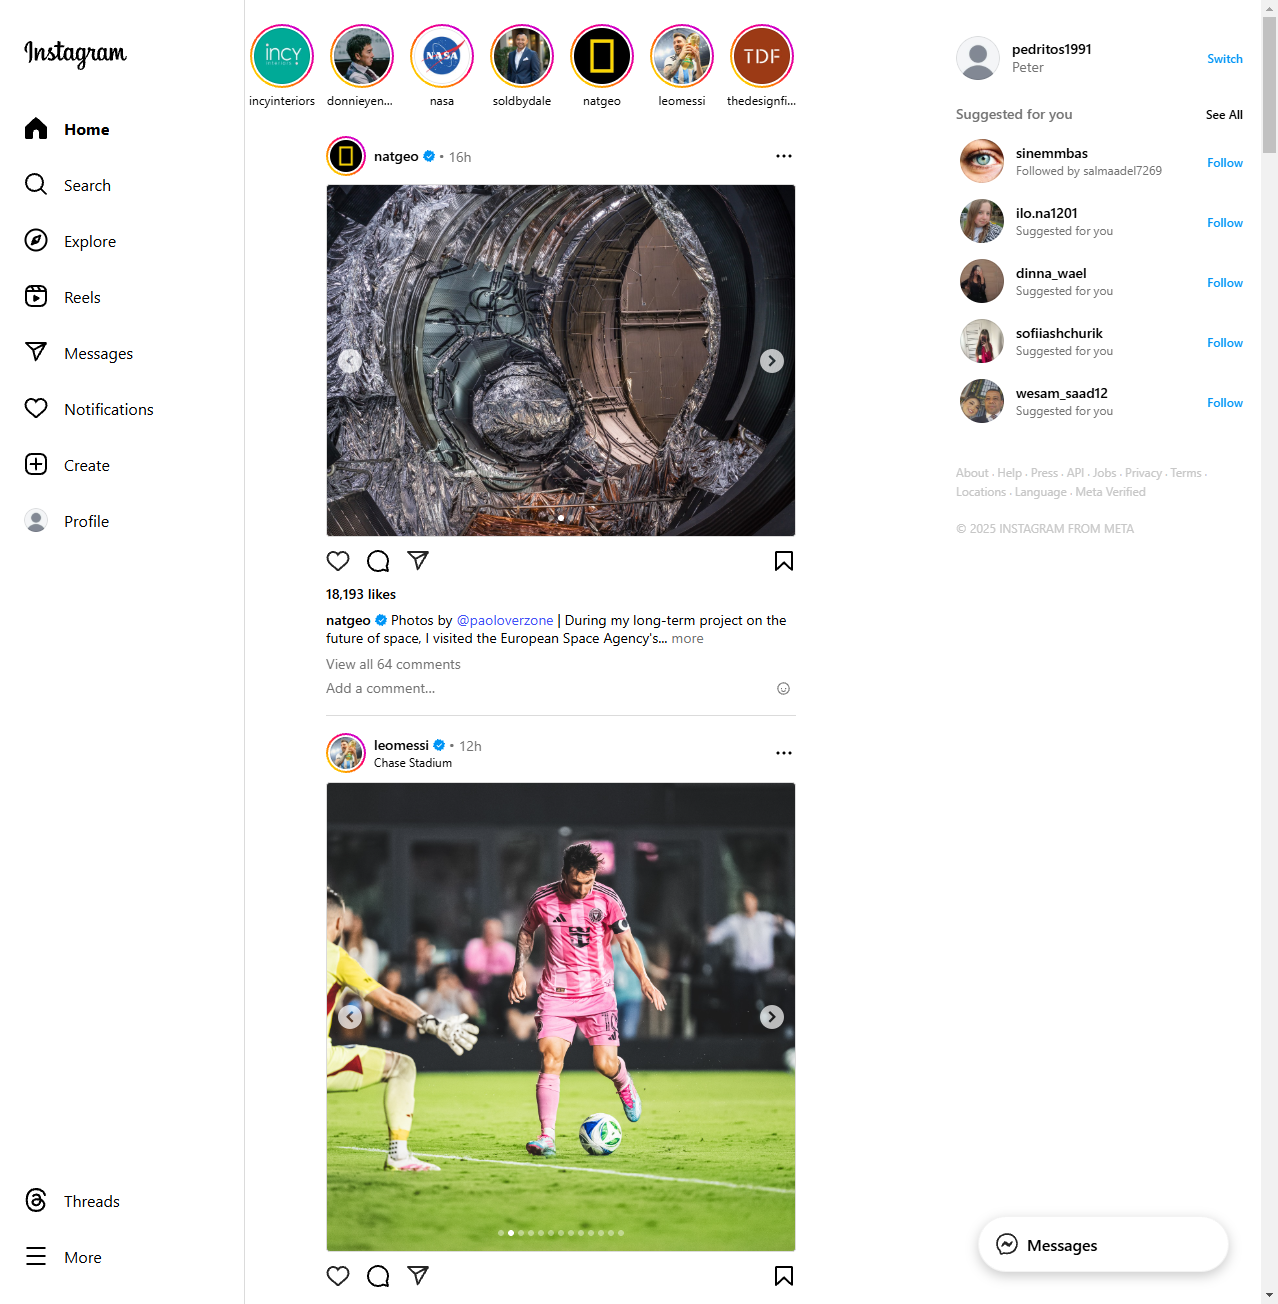 Instagram
Home
Search
Explore
Reels
Messages
Notifications
Create
Profile
Threads
More
incy
interiors
NASA
TDF
incyinteriors
donnieyen...
nasa
soldbydale
natgeo
leomessi
thedesignfi...
natgeo • 16h
18,193 likes
natgeo Photos by @paoloverzone | During my long-term project on the
future of space, I visited the European Space Agency's... more
View all 64 comments
Add a comment...
leomessi • 12h
Chase Stadium
pedritos1991
Peter
Switch
Suggested for you
See All
sinemmbas
Followed by salmaadel7269
Follow
ilo.na1201
Suggested for you
Follow
dinna_wael
Suggested for you
Follow
sofiiashchurik
Suggested for you
Follow
wesam_saad12
Suggested for you
Follow
About · Help · Press · API · Jobs · Privacy · Terms ·
Locations · Language · Meta Verified
© 2025 INSTAGRAM FROM META
Messages